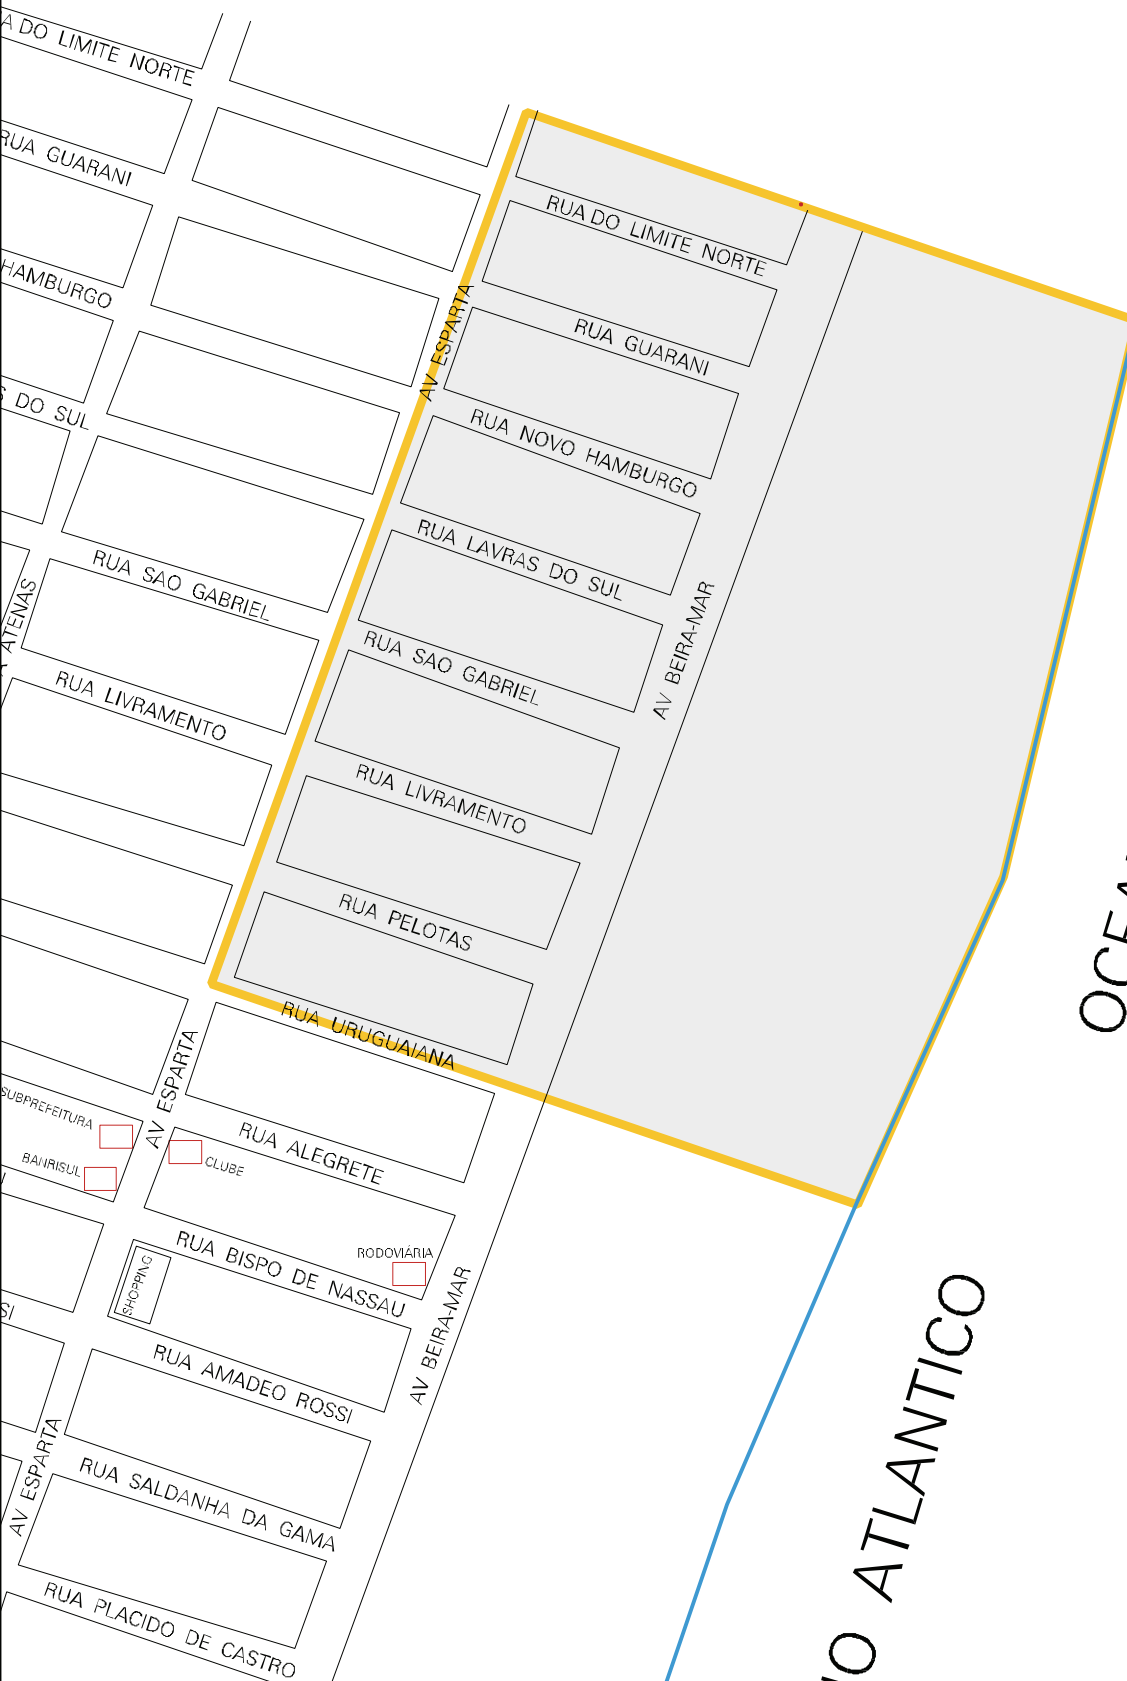 A DO LIMITE NORTE
RUA GUARANI
HAMBURGO
DO SUL
RUA DO LIMITE NORTE
RUA GUARANI
AV ESPARTA
RUA NOVO HAMBURGO
RUA LAVRAS DO SUL
RUA SAO GABRIEL
ATENAS
RUA LIVRAMENTO
RUA SAO GABRIEL
AV BEIRA-MAR
RUA LIVRAMENTO
RUA PELOTAS
RUA URUGUAIANA
AV ESPARTA
SUBPREFEITURA
BANRISUL
CLUBE
RUA ALEGRETE
RODOVIÁRIA
RUA BISPO DE NASSAU
SHOPPING
SI
AV BEIRA-MAR
RUA AMADEO ROSSI
AV ESPARTA
RUA SALDANHA DA GAMA
RUA PLACIDO DE CASTRO
OCEA
NO ATLANTICO